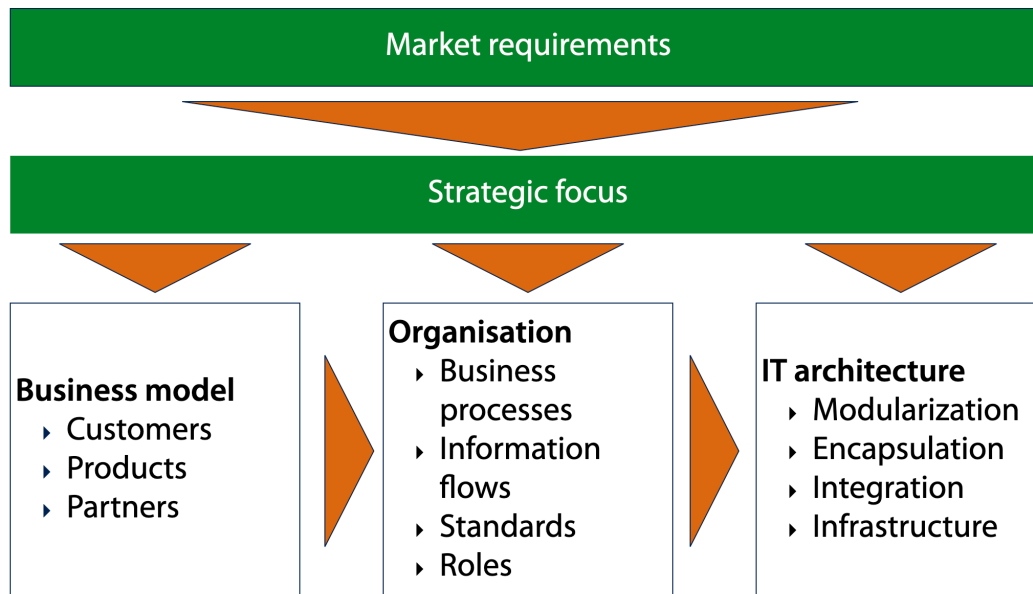 Market requirements
Strategic focus
Business model
Customers
Products
Partners
Organisation
Business
processes
Information
flows
Standards
Roles
IT architecture
Modularization
Encapsulation
Integration
Infrastructure